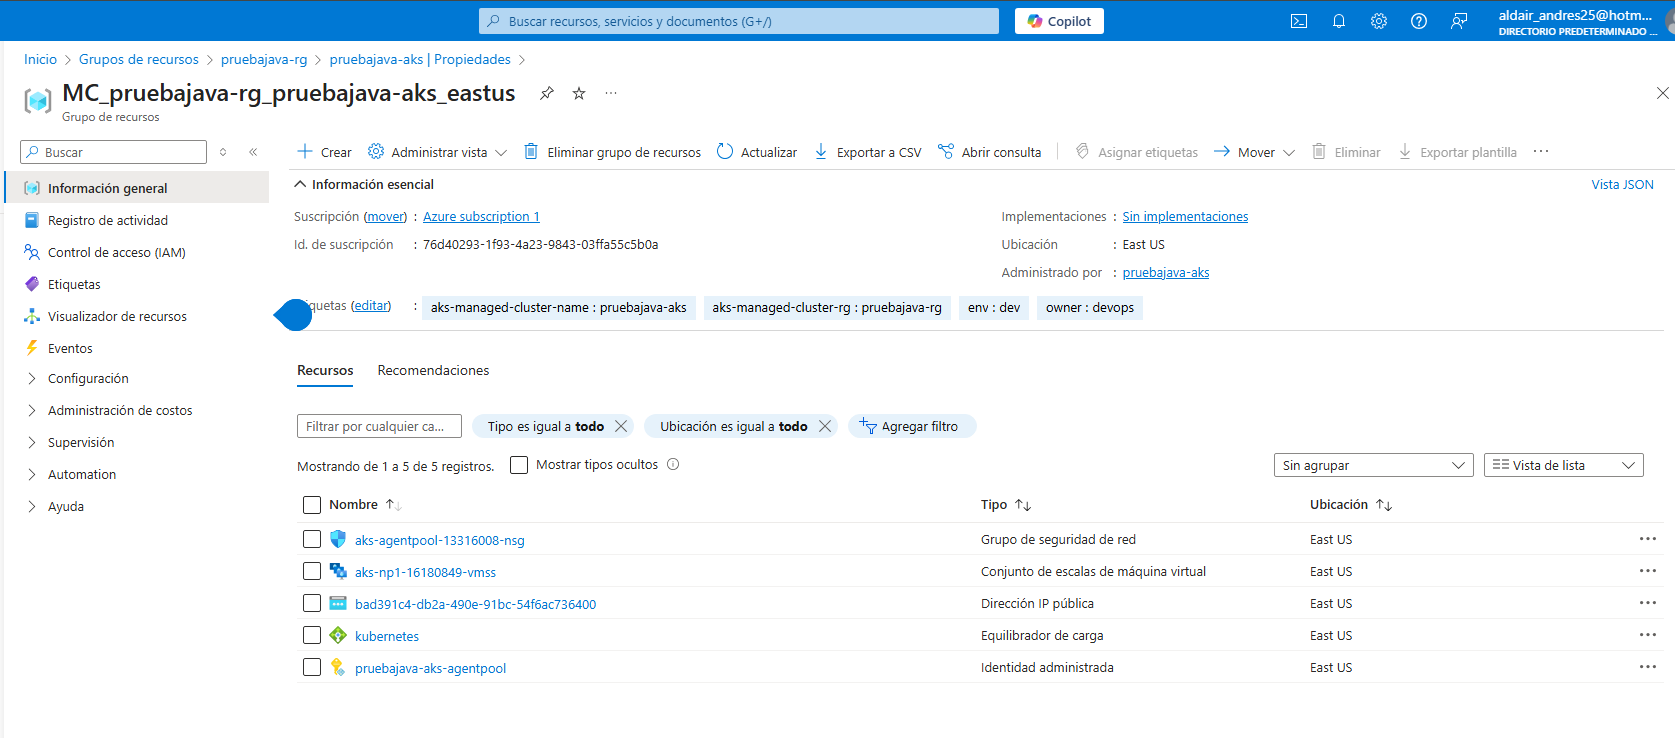 Buscar recursos, servicios y documentos (G+/)
Copilot
aldair_andres25@hotm...
DIRECTORIO PREDETERMINADO ...
Inicio > Grupos de recursos > pruebajava-rg > pruebajava-aks | Propiedades >
MC_pruebajava-rg_pruebajava-aks_eastus
Grupo de recursos
Buscar
Crear Administrar vista Eliminar grupo de recursos Actualizar Exportar a CSV Abrir consulta Asignar etiquetas Mover Eliminar Exportar plantilla
Información general
Registro de actividad
Control de acceso (IAM)
Etiquetas
Visualizador de recursos
Eventos
Configuración
Administración de costos
Supervisión
Automation
Ayuda
Información esencial
Vista JSON
Suscripción (mover) : Azure subscription 1
Id. de suscripción : 76d40293-1f93-4a23-9843-03ffa55c5b0a
Implementaciones : Sin implementaciones
Ubicación : East US
Administrado por : pruebajava-aks
(editar) : aks-managed-cluster-name : pruebajava-aks aks-managed-cluster-rg : pruebajava-rg env : dev owner : devops
Recursos Recomendaciones
Filtrar por cualquier ca... Tipo es igual a todo Ubicación es igual a todo Agregar filtro
Mostrando de 1 a 5 de 5 registros. Mostrar tipos ocultos Sin agrupar Vista de lista
Nombre Tipo Ubicación
aks-agentpool-13316008-nsg Grupo de seguridad de red East US
aks-np1-16180849-vmss Conjunto de escalas de máquina virtual East US
bad391c4-db2a-490e-91bc-54f6ac736400 Dirección IP pública East US
kubernetes Equilibrador de carga East US
pruebajava-aks-agentpool Identidad administrada East US